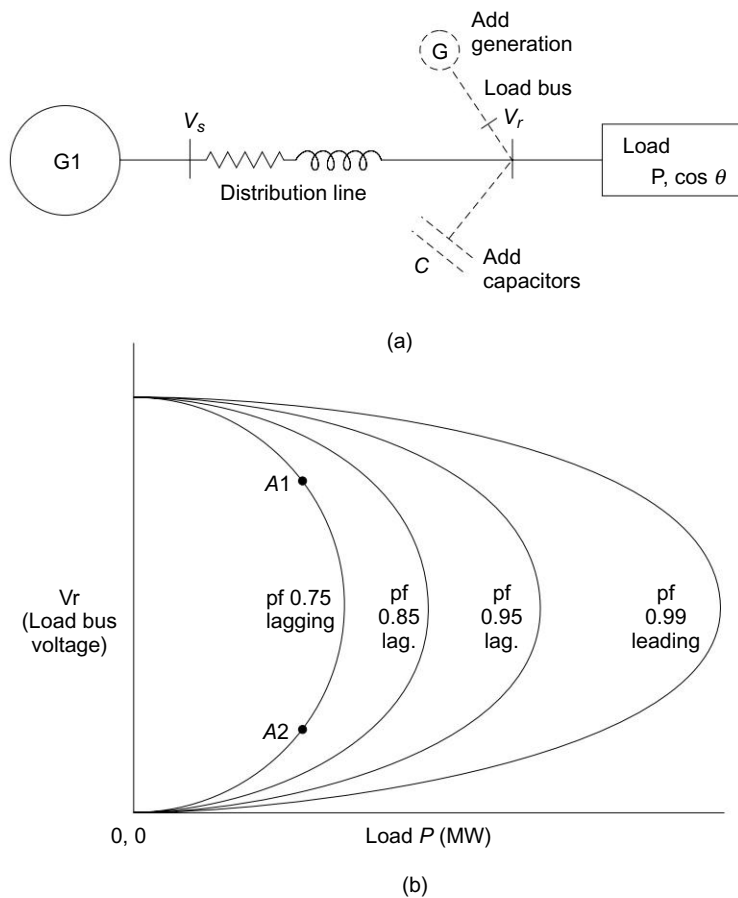 Add
generation
G
Load bus
V_s
V_r
G1
Load
P, cos θ
Distribution line
C
Add
capacitors
(a)
A1
Vr
(Load bus
voltage)
pf 0.75
lagging
pf
0.85
lag.
pf
0.95
lag.
pf
0.99
leading
A2
0, 0
Load P (MW)
(b)